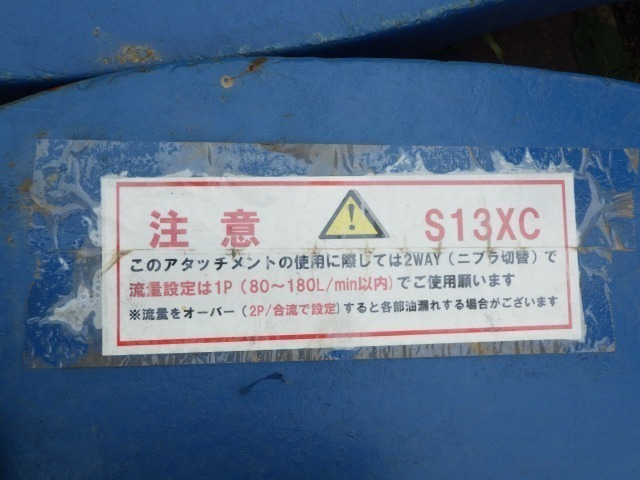 注意 S13XC
このアタッチメントの使用に際しては2WAY(ニブラ切替)で
流量設定は1P(80～180L/min以内)でご使用願います
※流量をオーバー(2P/合流で設定)すると各部油漏れする場合がございます